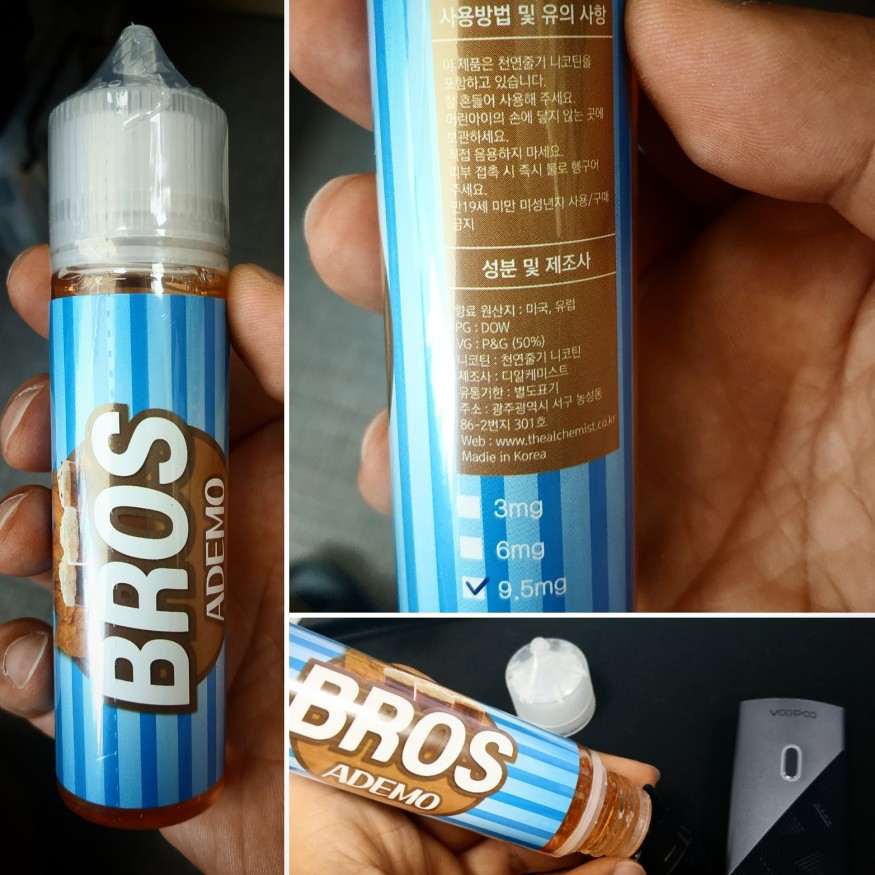 BROS
ADEMO
사용방법 및 유의 사항
이 제품은 천연줄기 니코틴을
포함하고 있습니다.
잘 흔들어 사용해 주세요.
어린아이의 손에 닿지 않는 곳에
보관하세요.
직접 음용하지 마세요.
피부 접촉 시 즉시 물로 헹구어
주세요.
만19세 미만 미성년자 사용/구매
금지
성분 및 제조사
향료 원산지 : 미국, 유럽
PG : DOW
VG : P&G (50%)
니코틴 : 천연줄기 니코틴
제조사 : 디알케미스트
유통기한 : 별도표기
주소 : 광주광역시 서구 농성동
86-2번지 301호
Web : www.thealchemist.co.kr
Madie in Korea
3mg
6mg
9.5mg
BROS
ADEMO
VOOPOO